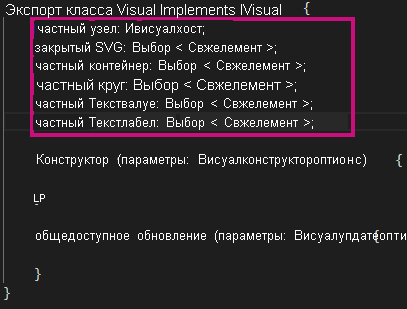 Экспорт класса Visual Implements IVisual {
частный узел: Ивисуалхост;
закрытый SVG: Выбор < Свжелемент >;
частный контейнер: Выбор < Свжелемент >;
частный круг: Выбор < Свжелемент >;
частный Текствалуе: Выбор < Свжелемент >;
частный Текстлабел: Выбор < Свжелемент >;
Конструктор (параметры: Висуалконструктороптионс) {
LP
общедоступное обновление (параметры: Висуалупдатеопти{
}
}